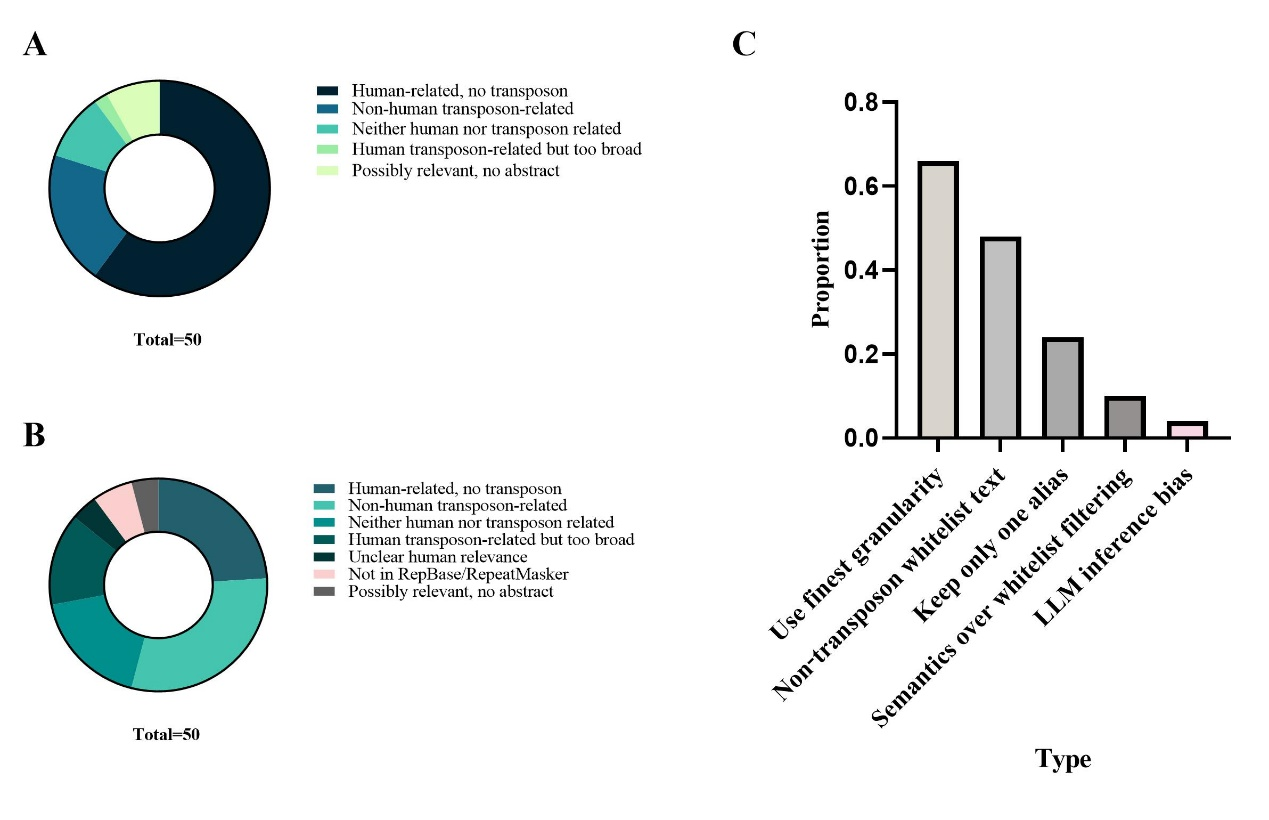 A
Human-related, no transposon
Non-human transposon-related
Neither human nor transposon related
Human transposon-related but too broad
Possibly relevant, no abstract
Total=50
B
Human-related, no transposon
Non-human transposon-related
Neither human nor transposon related
Human transposon-related but too broad
Unclear human relevance
Not in RepBase/RepeatMasker
Possibly relevant, no abstract
Total=50
C
Proportion
0.8
0.6
0.4
0.2
0.0
Use finest granularity
Non-transposon whitelist text
Keep only one alias
Semantics over whitelist filtering
LLM inference bias
Type